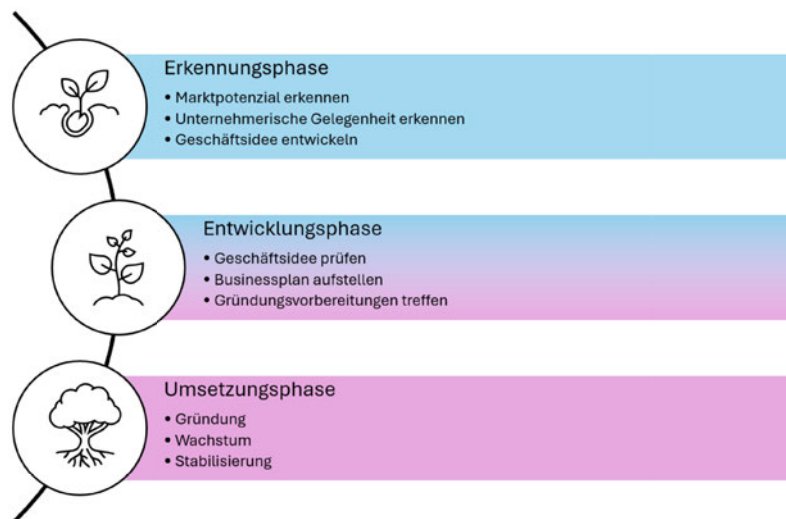 Erkennungsphase
• Marktpotenzial erkennen
• Unternehmerische Gelegenheit erkennen
• Geschäftsidee entwickeln
Entwicklungsphase
• Geschäftsidee prüfen
• Businessplan aufstellen
• Gründungsvorbereitungen treffen
Umsetzungsphase
• Gründung
• Wachstum
• Stabilisierung